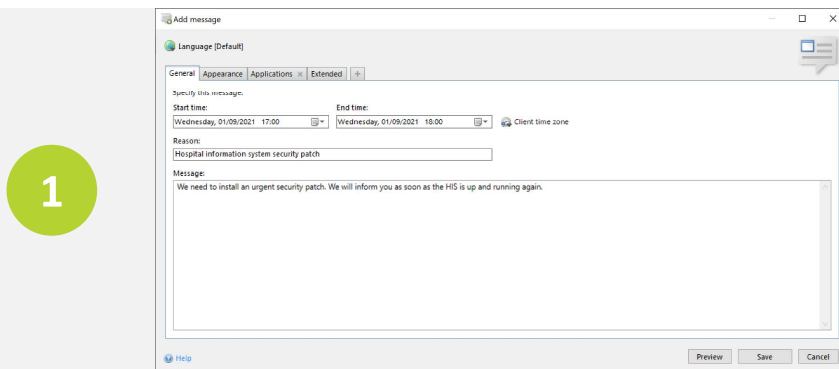 Add message
Language [Default]
General Appearance Applications × Extended +
Specify this message:
Start time: End time:
Wednesday, 01/09/2021 17:00 Wednesday, 01/09/2021 18:00 Client time zone
Reason:
Hospital information system security patch
Message:
We need to install an urgent security patch. We will inform you as soon as the HIS is up and running again.
1
Help Preview Save Cancel